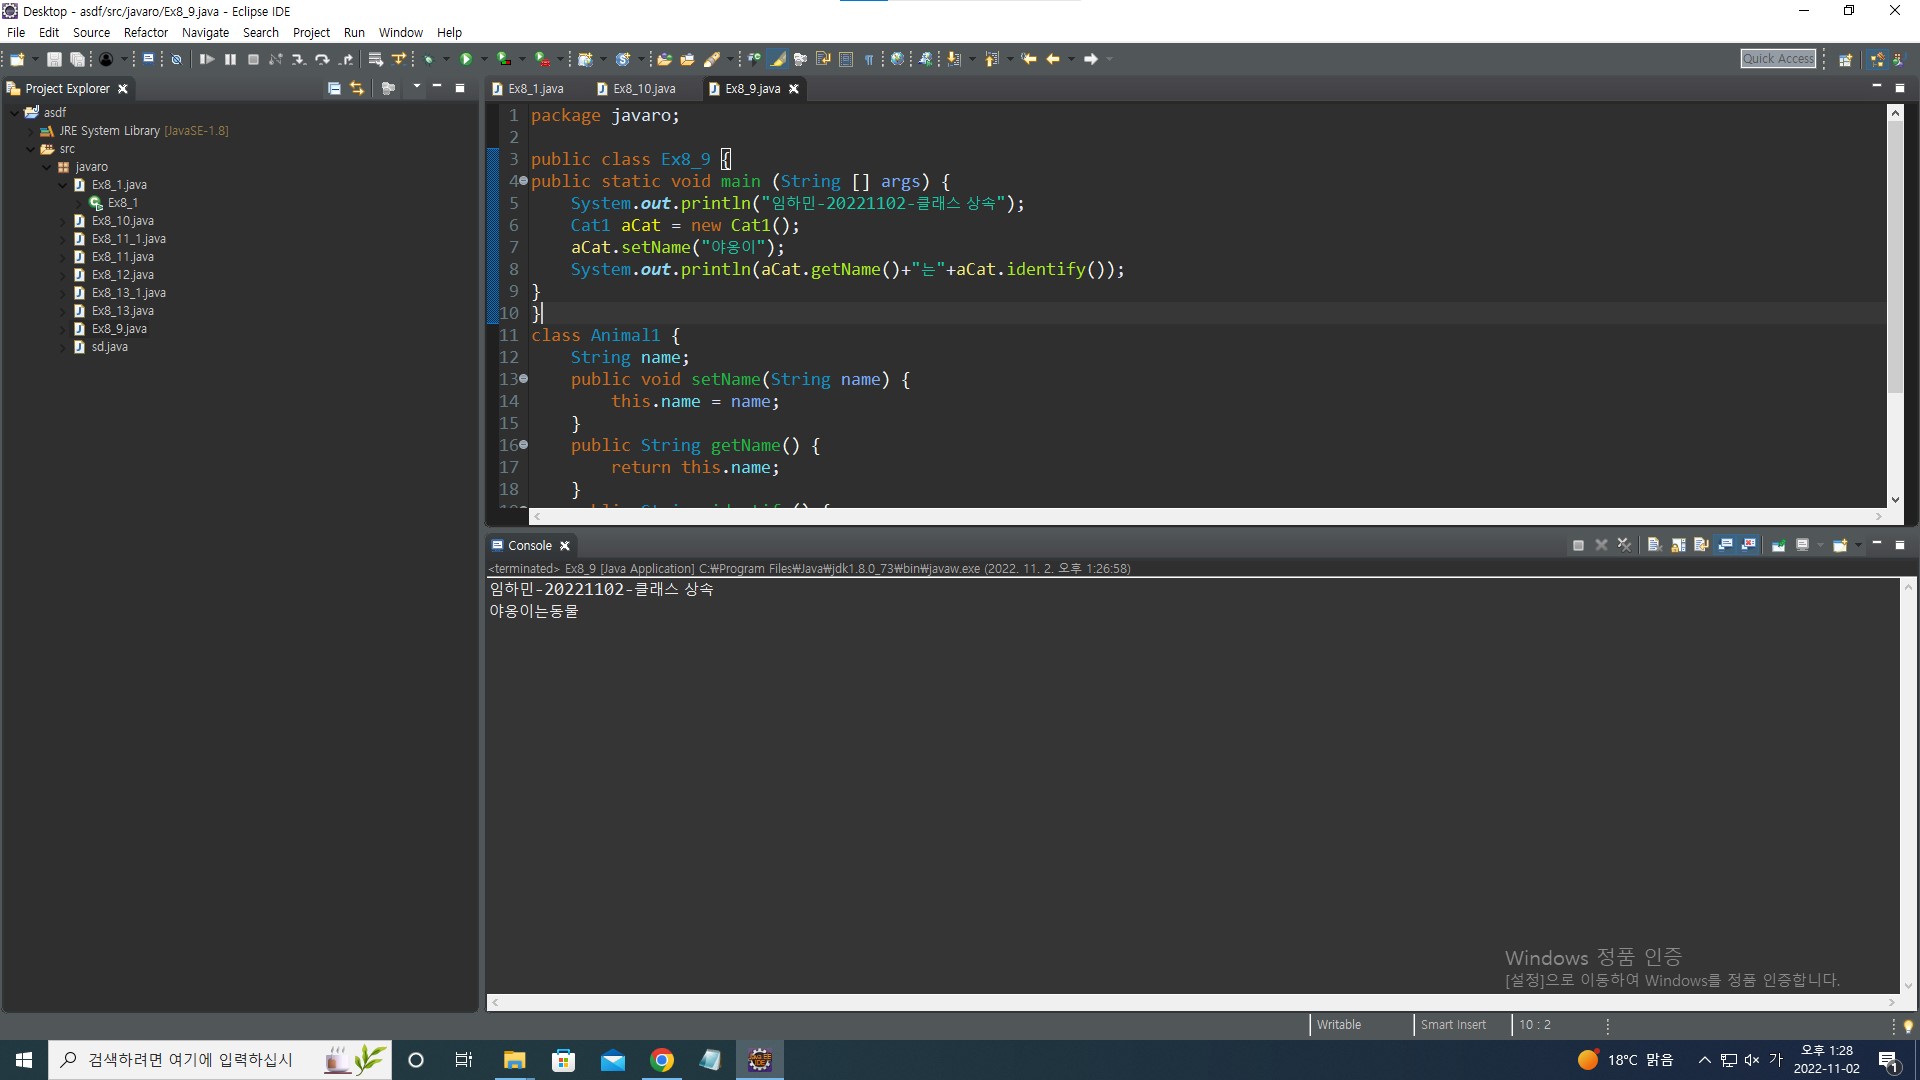 Desktop - asdf/src/javaro/Ex8_9.java - Eclipse IDE
File Edit Source Refactor Navigate Search Project Run Window Help
Quick Access
Project Explorer
asdf
JRE System Library [JavaSE-1.8]
src
javaro
Ex8_1.java
Ex8_1
Ex8_10.java
Ex8_11_1.java
Ex8_11.java
Ex8_12.java
Ex8_13_1.java
Ex8_13.java
Ex8_9.java
sd.java
Ex8_1.java Ex8_10.java Ex8_9.java
1 package javaro;
2
3 public class Ex8_9 {
4 public static void main (String [] args) {
5 System.out.println("임하민-20221102-클래스 상속");
6 Cat1 aCat = new Cat1();
7 aCat.setName("야옹이");
8 System.out.println(aCat.getName()+"는"+aCat.identify());
9 }
10 }
11 class Animal1 {
12 String name;
13 public void setName(String name) {
14 this.name = name;
15 }
16 public String getName() {
17 return this.name;
18 }
Console
<terminated> Ex8_9 [Java Application] C:₩Program Files₩Java₩jdk1.8.0_73₩bin₩javaw.exe (2022. 11. 2. 오후 1:26:58)
임하민-20221102-클래스 상속
야옹이는동물
Windows 정품 인증
[설정]으로 이동하여 Windows를 정품 인증합니다.
Writable Smart Insert 10 : 2
검색하려면 여기에 입력하십시
18°C 맑음 가 오후 1:28
2022-11-02
1